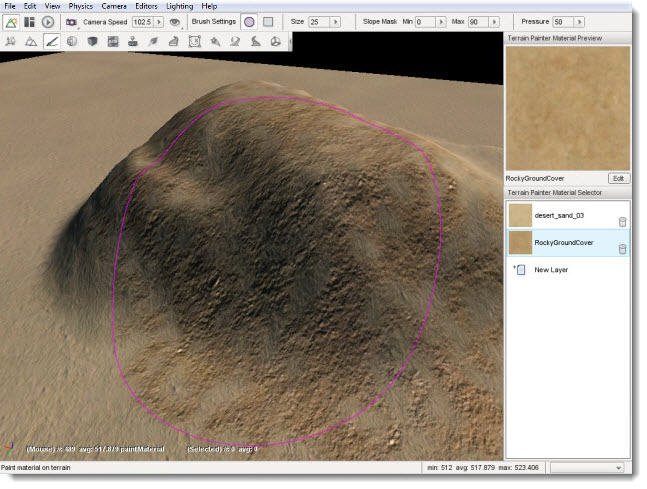 File Edit View Physics Camera Editors Lighting Help
Camera Speed 102.5 Brush Settings Size 25 Slope Mask Min 0 Max 90 Pressure 50
Terrain Painter Material Preview
RockyGroundCover Edit
Terrain Painter Material Selector
desert_sand_03
RockyGroundCover
New Layer
(Mouse) #: 489 avg: 517.879 paintMaterial (Selected) #: 0 avg: 0
Paint material on terrain min: 512 avg: 517.879 max: 523.406